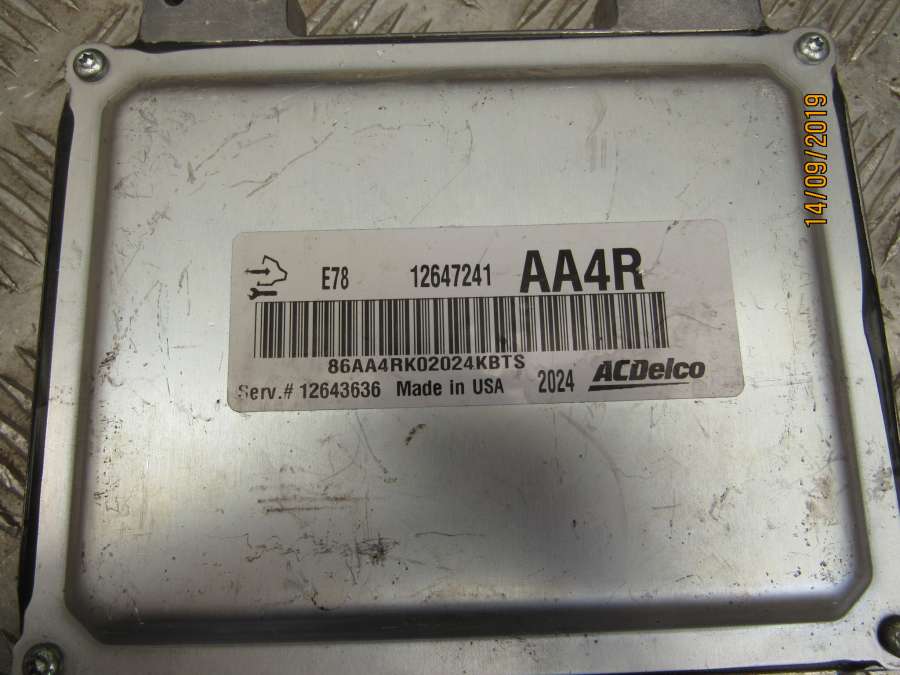 E78 12647241 AA4R
86AA4RK02024KBTS
Serv.# 12643636 Made in USA 2024 ACDelco
14/09/2019